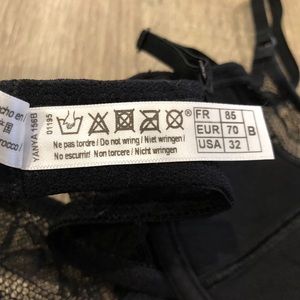 YANYA 155B
01195
FR 85
EUR 70 B
USA 32
Ne pas tordre / Do not wring / Niet wringen /
No escurrir! Non torcere / Nicht wringen